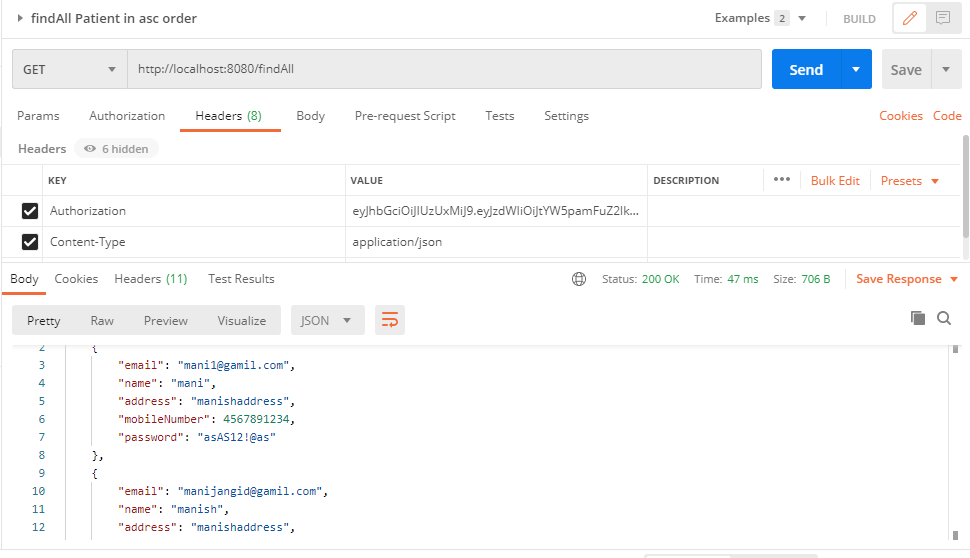 findAll Patient in asc order
Examples 2 BUILD
GET http://localhost:8080/findAll Send Save
Params Authorization Headers (8) Body Pre-request Script Tests Settings Cookies Code
Headers 6 hidden
KEY VALUE DESCRIPTION ••• Bulk Edit Presets
Authorization eyJhbGciOiJIUzUxMiJ9.eyJzdWIiOiJtYW5pamFuZ2lk...
Content-Type application/json
Body Cookies Headers (11) Test Results Status: 200 OK Time: 47 ms Size: 706 B Save Response
Pretty Raw Preview Visualize JSON
2 {
3 "email": "mani1@gamil.com",
4 "name": "mani",
5 "address": "manishaddress",
6 "mobileNumber": 4567891234,
7 "password": "asAS12!@as"
8 },
9 {
10 "email": "manijangid@gamil.com",
11 "name": "manish",
12 "address": "manishaddress",